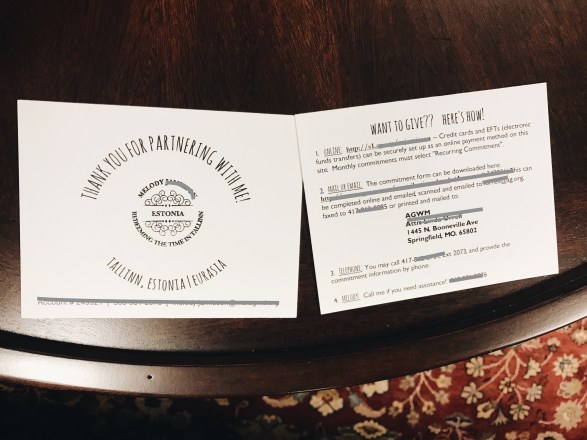 THANK YOU FOR PARTNERING WITH ME!
MELODY
ESTONIA
REDEEMING THE TIME IN TALLINN
TALLINN, ESTONIA | EURASIA
WANT TO GIVE?? HERE'S HOW!
1. ONLINE: – Credit cards and EFTs (electronic
funds transfers) can be securely set up as an online payment method on this
site. Monthly commitments must select "Recurring Commitment".
2. MAIL OR EMAIL: The commitment form can be downloaded here:
this can
be completed online and emailed, scanned and emailed to
faxed to or printed and mailed to:
AGWM
1445 N. Boonville Ave
Springfield, MO. 65802
3. TELEPHONE: You may call 417- Ext 2073, and provide the
commitment information by phone.
4. MELODY: Call me if you need assistance!